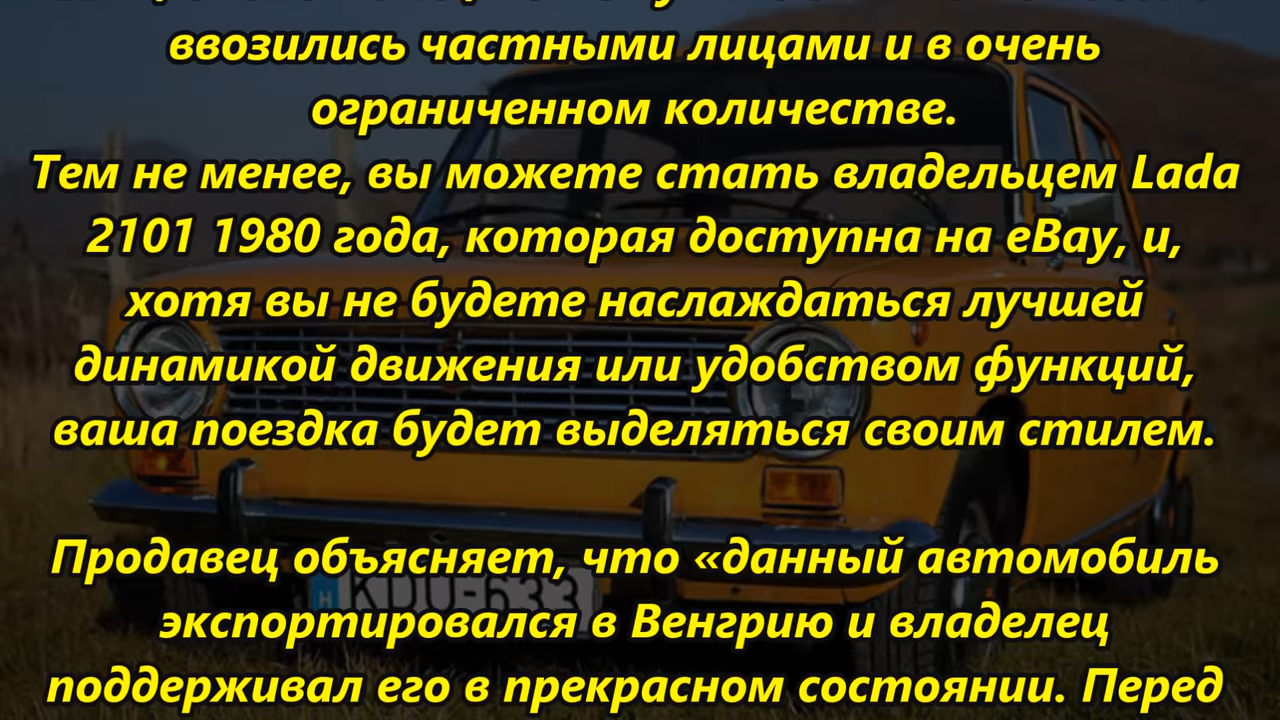 ввозились частными лицами и в очень
ограниченном количестве.
Тем не менее, вы можете стать владельцем Lada
2101 1980 года, которая доступна на eBay, и,
хотя вы не будете наслаждаться лучшей
динамикой движения или удобством функций,
ваша поездка будет выделяться своим стилем.
Продавец объясняет, что «данный автомобиль
экспортировался в Венгрию и владелец
поддерживал его в прекрасном состоянии. Перед